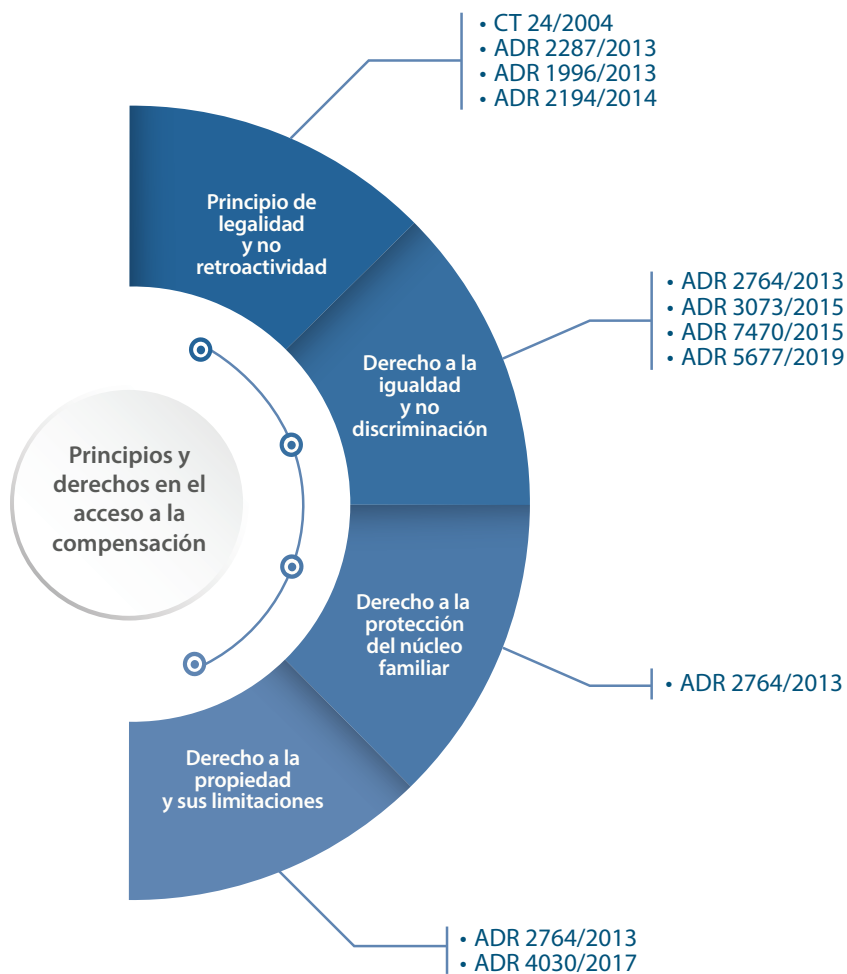 • CT 24/2004
• ADR 2287/2013
• ADR 1996/2013
• ADR 2194/2014
Principio de
legalidad
y no
retroactividad
• ADR 2764/2013
• ADR 3073/2015
• ADR 7470/2015
• ADR 5677/2019
Derecho a la
igualdad
y no
discriminación
Principios y
derechos en el
acceso a la
compensación
Derecho a la
protección
del núcleo
familiar
• ADR 2764/2013
Derecho a la
propiedad
y sus limitaciones
• ADR 2764/2013
• ADR 4030/2017